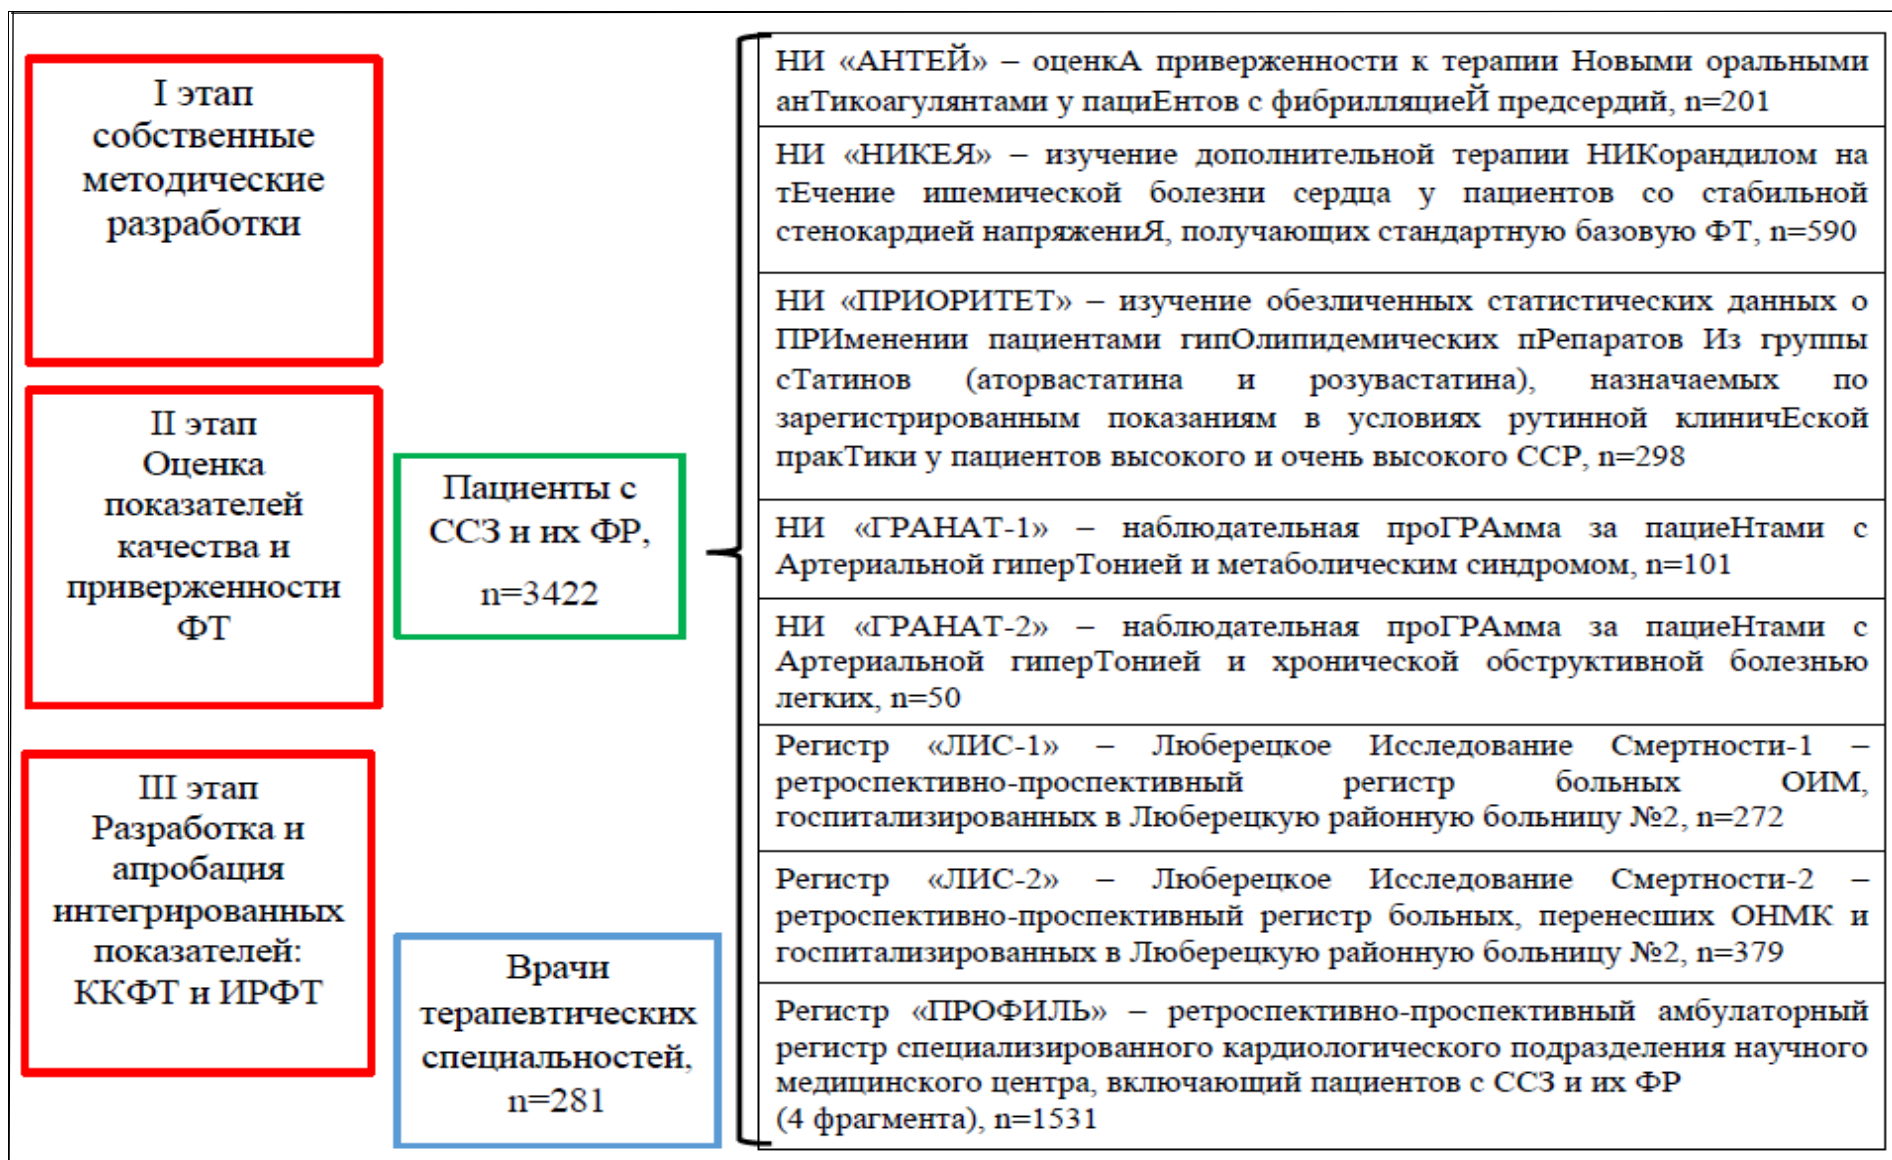 I этап
собственные
методические
разработки
II этап
Оценка
показателей
качества и
приверженности
ФТ
III этап
Разработка и
апробация
интегрированных
показателей:
ККФТ и ИРФТ
Пациенты с
ССЗ и их ФР,
n=3422
Врачи
терапевтических
специальностей,
n=281
НИ «АНТЕЙ» – оценкА приверженности к терапии Новыми оральными
анТикоагулянтами у пациЕнтов с фибрилляциеЙ предсердий, n=201
НИ «НИКЕЯ» – изучение дополнительной терапии НИКорандилом на
тЕчение ишемической болезни сердца у пациентов со стабильной
стенокардией напряжениЯ, получающих стандартную базовую ФТ, n=590
НИ «ПРИОРИТЕТ» – изучение обезличенных статистических данных о
ПРИменении пациентами гипОлипидемических пРепаратов Из группы
сТатинов (аторвастатина и розувастатина), назначаемых по
зарегистрированным показаниям в условиях рутинной клиничЕской
пракТики у пациентов высокого и очень высокого ССР, n=298
НИ «ГРАНАТ-1» – наблюдательная проГРАмма за пациеНтами с
Артериальной гиперТонией и метаболическим синдромом, n=101
НИ «ГРАНАТ-2» – наблюдательная проГРАмма за пациеНтами с
Артериальной гиперТонией и хронической обструктивной болезнью
легких, n=50
Регистр «ЛИС-1» – Люберецкое Исследование Смертности-1 –
ретроспективно-проспективный регистр больных ОИМ,
госпитализированных в Люберецкую районную больницу №2, n=272
Регистр «ЛИС-2» – Люберецкое Исследование Смертности-2 –
ретроспективно-проспективный регистр больных, перенесших ОНМК и
госпитализированных в Люберецкую районную больницу №2, n=379
Регистр «ПРОФИЛЬ» – ретроспективно-проспективный амбулаторный
регистр специализированного кардиологического подразделения научного
медицинского центра, включающий пациентов с ССЗ и их ФР
(4 фрагмента), n=1531